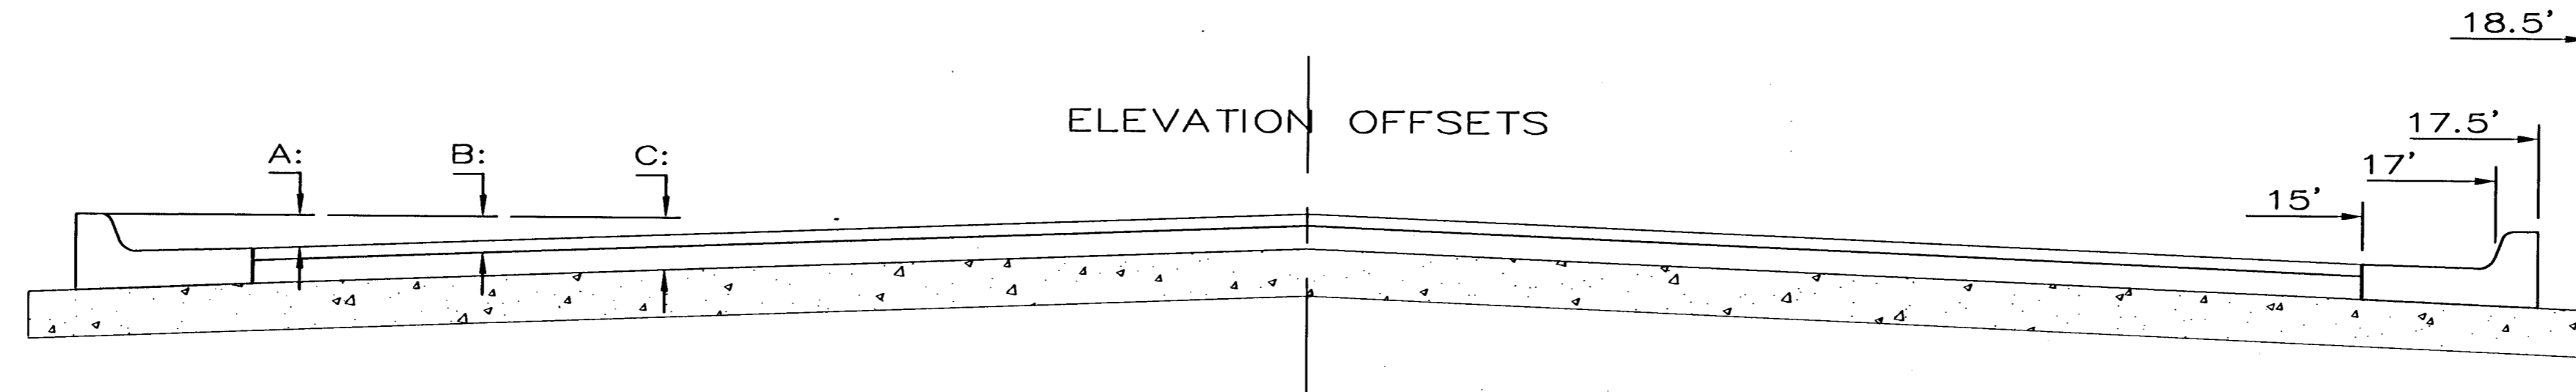 18.5'
ELEVATION OFFSETS
17.5'
A: B: C:
17'
15'